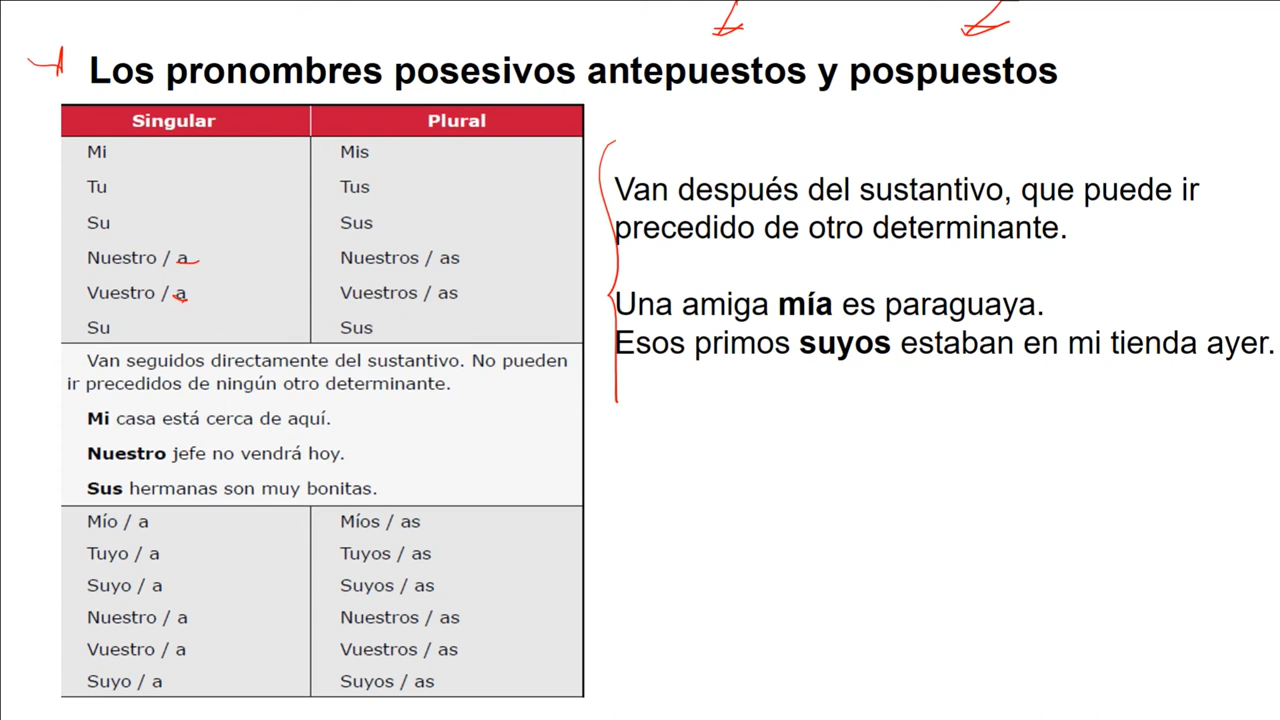 Los pronombres posesivos antepuestos y pospuestos
Singular Plural
Mi Mis
Tu Tus
Su Sus
Nuestro / a Nuestros / as
Vuestro / a Vuestros / as
Su Sus
Van seguidos directamente del sustantivo. No pueden
ir precedidos de ningún otro determinante.
Mi casa está cerca de aquí.
Nuestro jefe no vendrá hoy.
Sus hermanas son muy bonitas.
Mío / a Míos / as
Tuyo / a Tuyos / as
Suyo / a Suyos / as
Nuestro / a Nuestros / as
Vuestro / a Vuestros / as
Suyo / a Suyos / as
Van después del sustantivo, que puede ir
precedido de otro determinante.
Una amiga mía es paraguaya.
Esos primos suyos estaban en mi tienda ayer.